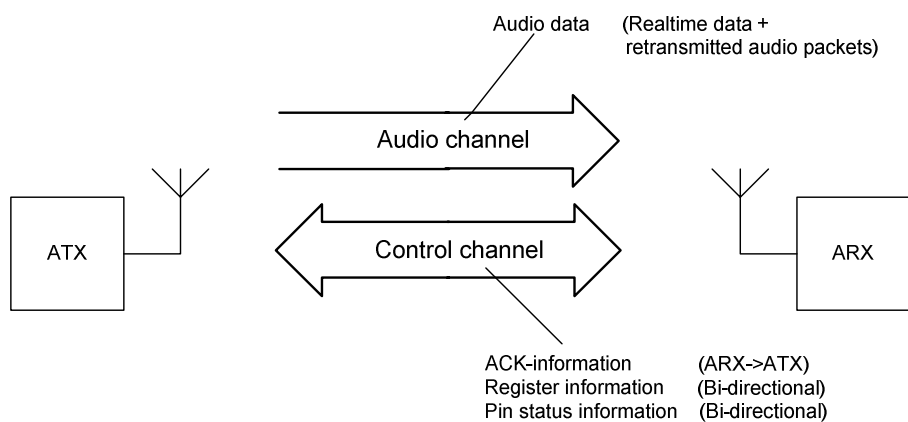 Audio data (Realtime data +
retransmitted audio packets)
Audio channel
ATX
Control channel
ARX
ACK-information (ARX->ATX)
Register information (Bi-directional)
Pin status information (Bi-directional)